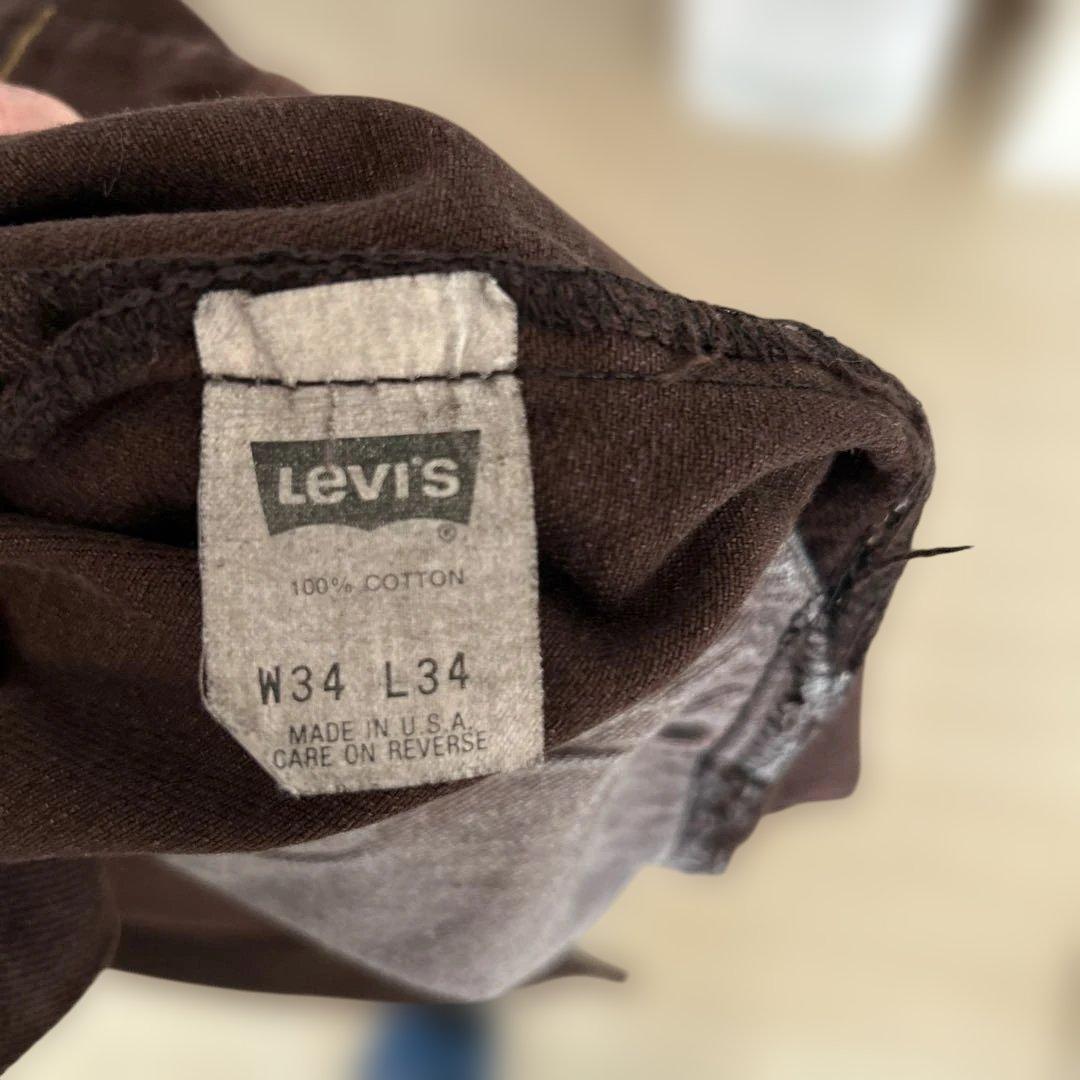 LEVI'S
®
100% COTTON
W34 L34
MADE IN U.S.A.
CARE ON REVERSE